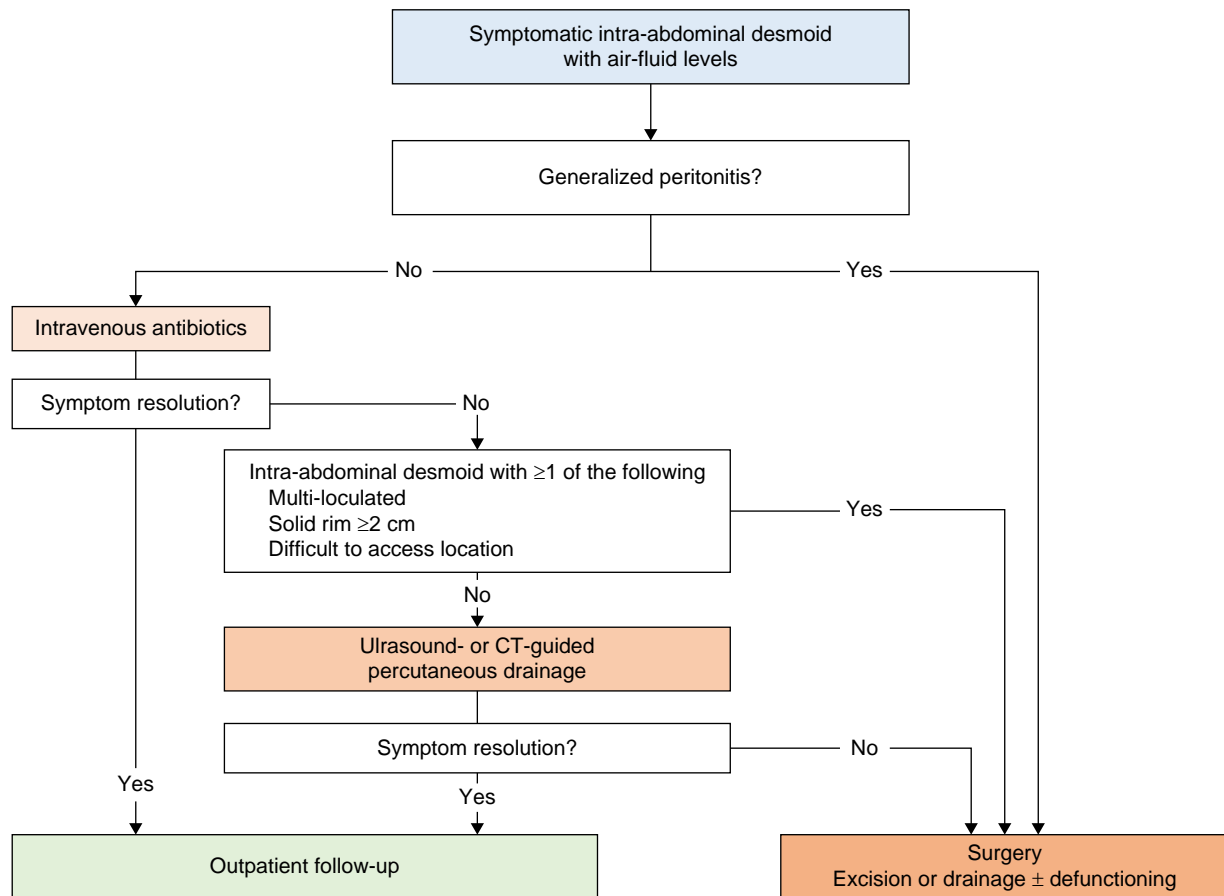 Symptomatic intra-abdominal desmoid
with air-fluid levels
Generalized peritonitis?
No
Yes
Intravenous antibiotics
Symptom resolution?
No
Intra-abdominal desmoid with ≥1 of the following
Multi-loculated
Solid rim ≥2 cm
Difficult to access location
Yes
No
Ulrasound- or CT-guided
percutaneous drainage
Symptom resolution?
No
Yes
Yes
Outpatient follow-up
Surgery
Excision or drainage ± defunctioning